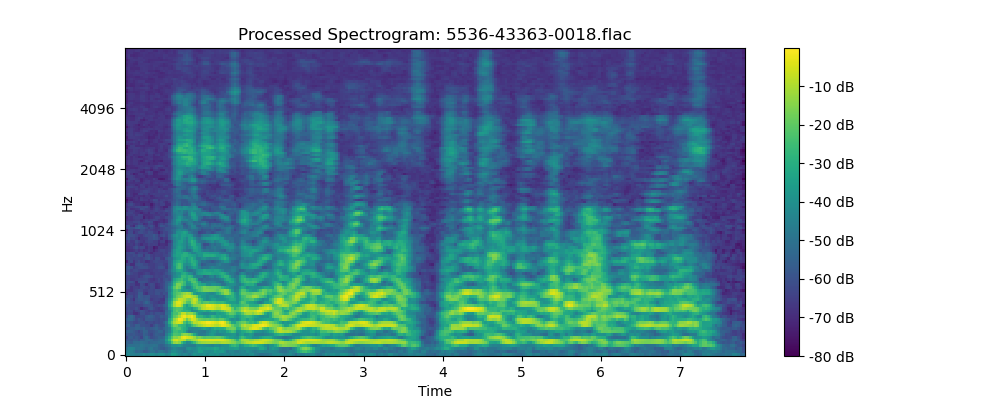 Processed Spectrogram: 5536-43363-0018.flac
Hz
4096
2048
1024
512
0
0 1 2 3 4 5 6 7
Time
-10 dB
-20 dB
-30 dB
-40 dB
-50 dB
-60 dB
-70 dB
-80 dB